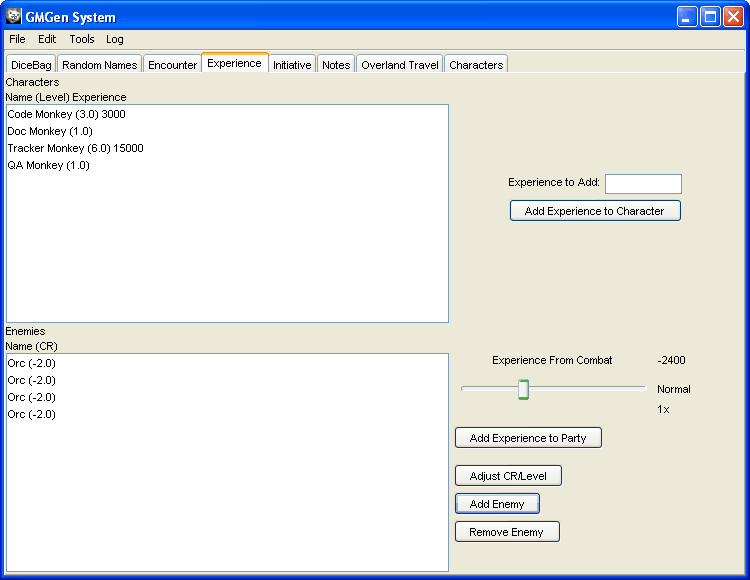 GMGen System
File Edit Tools Log
DiceBag Random Names Encounter Experience Initiative Notes Overland Travel Characters
Characters
Name (Level) Experience
Code Monkey (3.0) 3000
Doc Monkey (1.0)
Tracker Monkey (6.0) 15000
QA Monkey (1.0)
Experience to Add:
Add Experience to Character
Enemies
Name (CR)
Orc (-2.0)
Orc (-2.0)
Orc (-2.0)
Orc (-2.0)
Experience From Combat -2400
Normal
1x
Add Experience to Party
Adjust CR/Level
Add Enemy
Remove Enemy